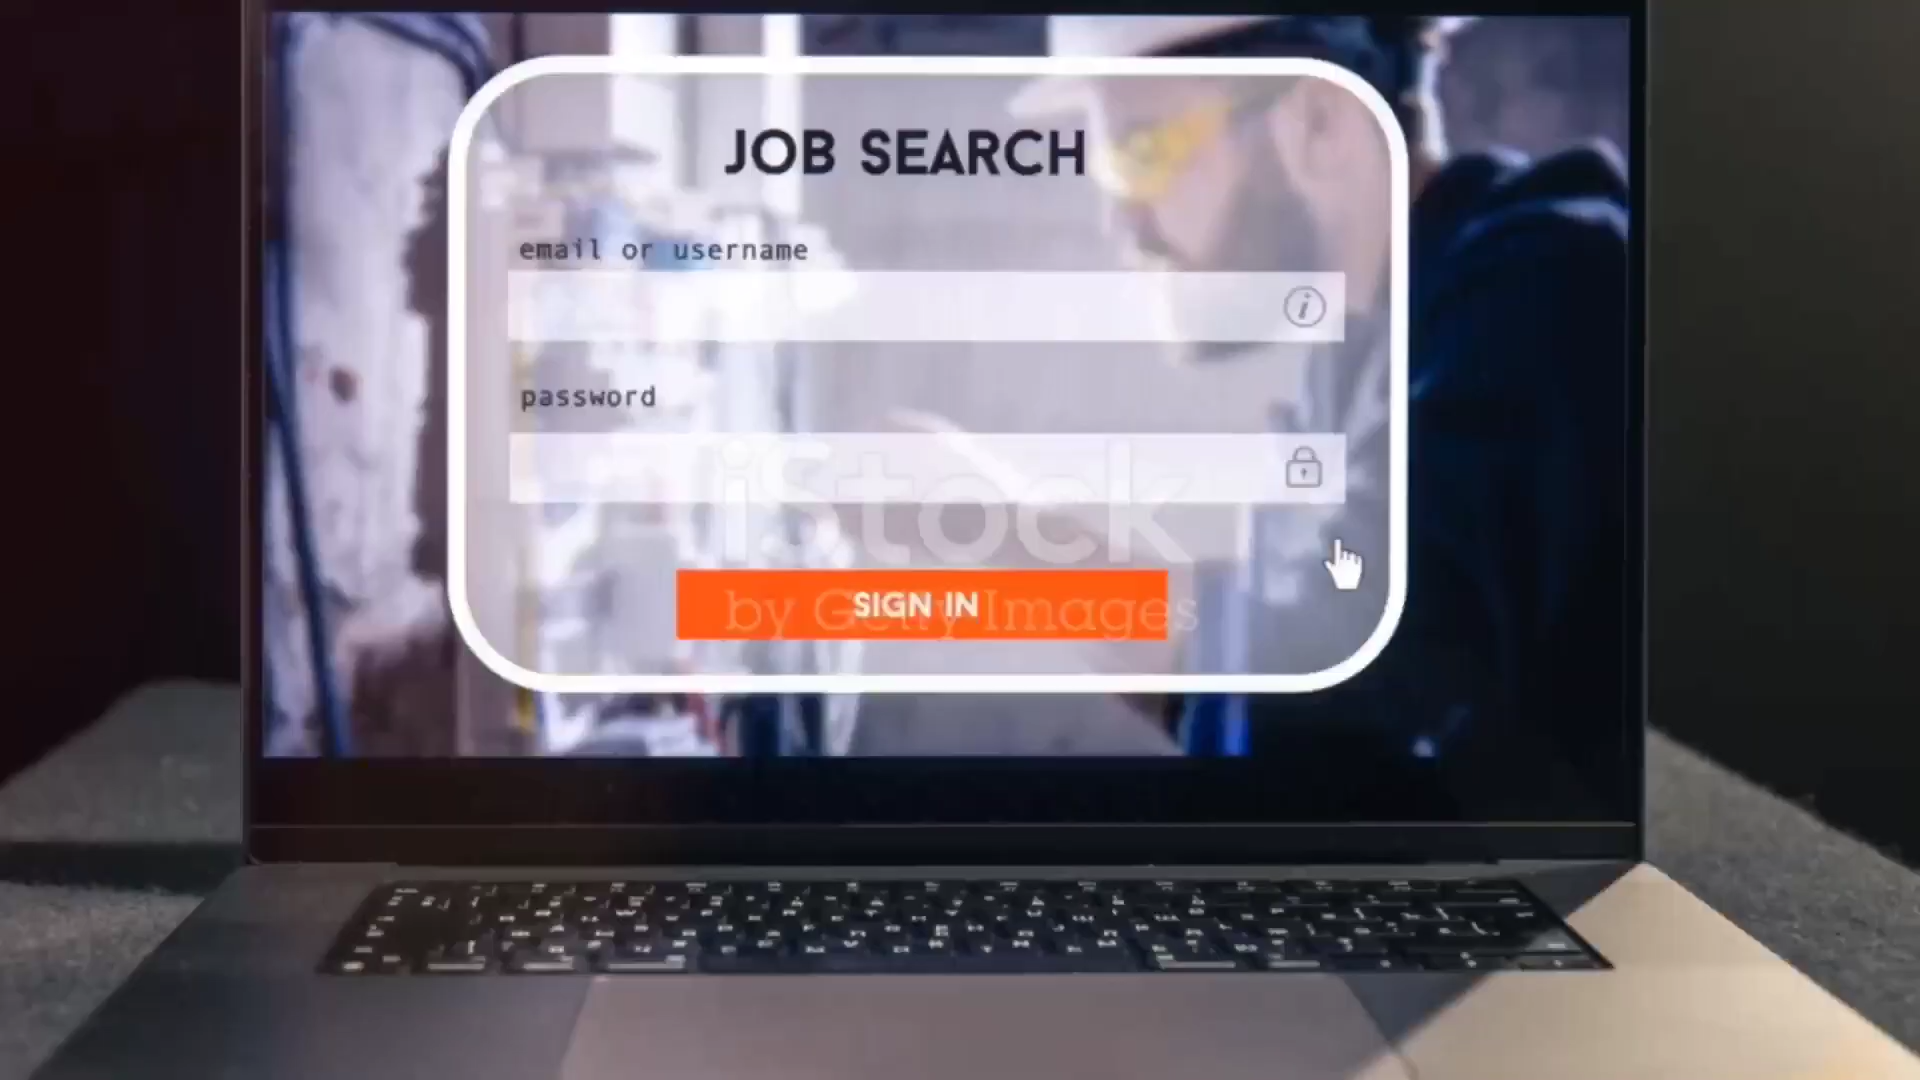 JOB SEARCH
email or username
i
password
iStock
SIGN IN
by Getty Images